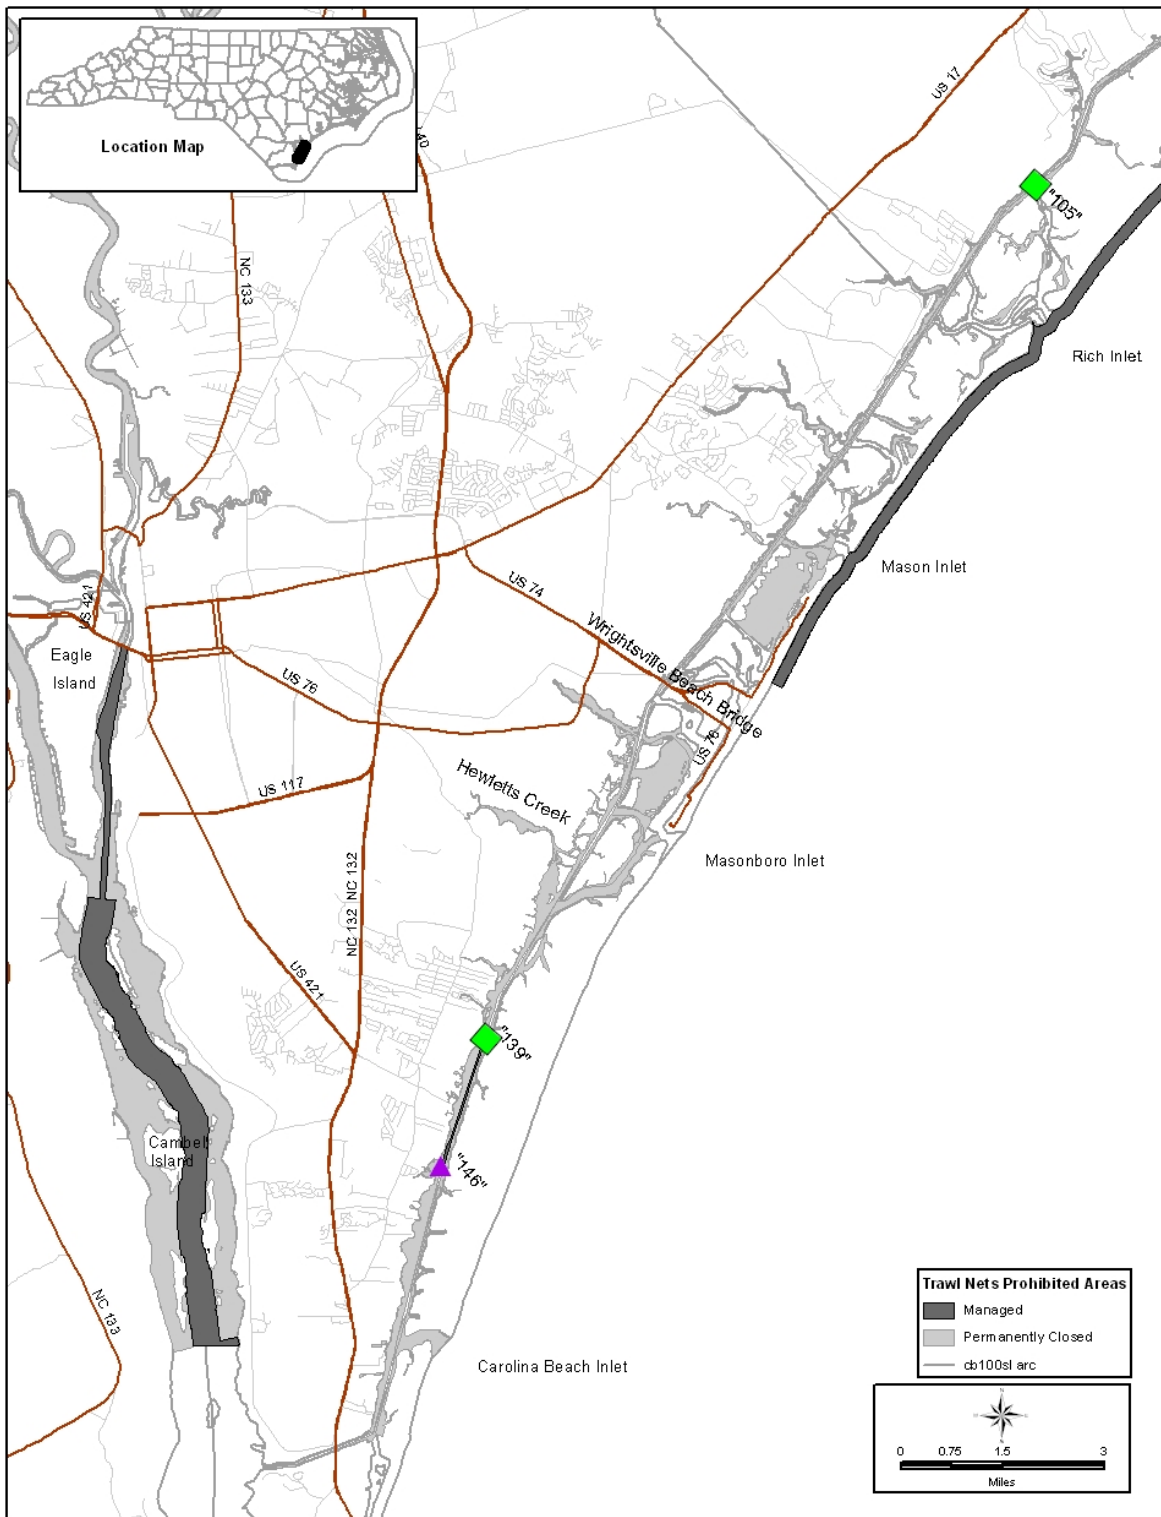 Location Map
40
US 17
"105"
NC 133
Rich Inlet
Mason Inlet
US 74
US 421
Wrightsville Beach Bridge
Eagle
Island
US 76
US 76
Hewletts Creek
US 117
Masonboro Inlet
NC 132
NC 132
US 421
"139"
Cambel
Island
"146"
NC 133
Carolina Beach Inlet
Trawl Nets Prohibited Areas
Managed
Permanently Closed
cb100sl arc
0 0.75 1.5 3
Miles